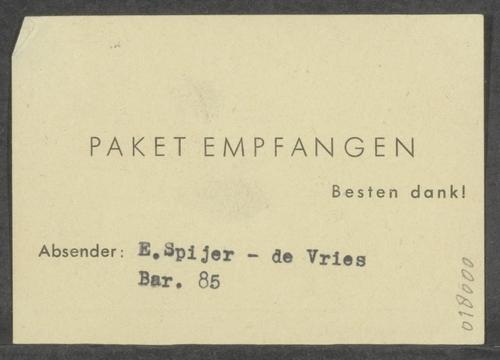 PAKET EMPFANGEN
Besten dank!
Absender: E.Spijer - de Vries
Bar. 85
018000